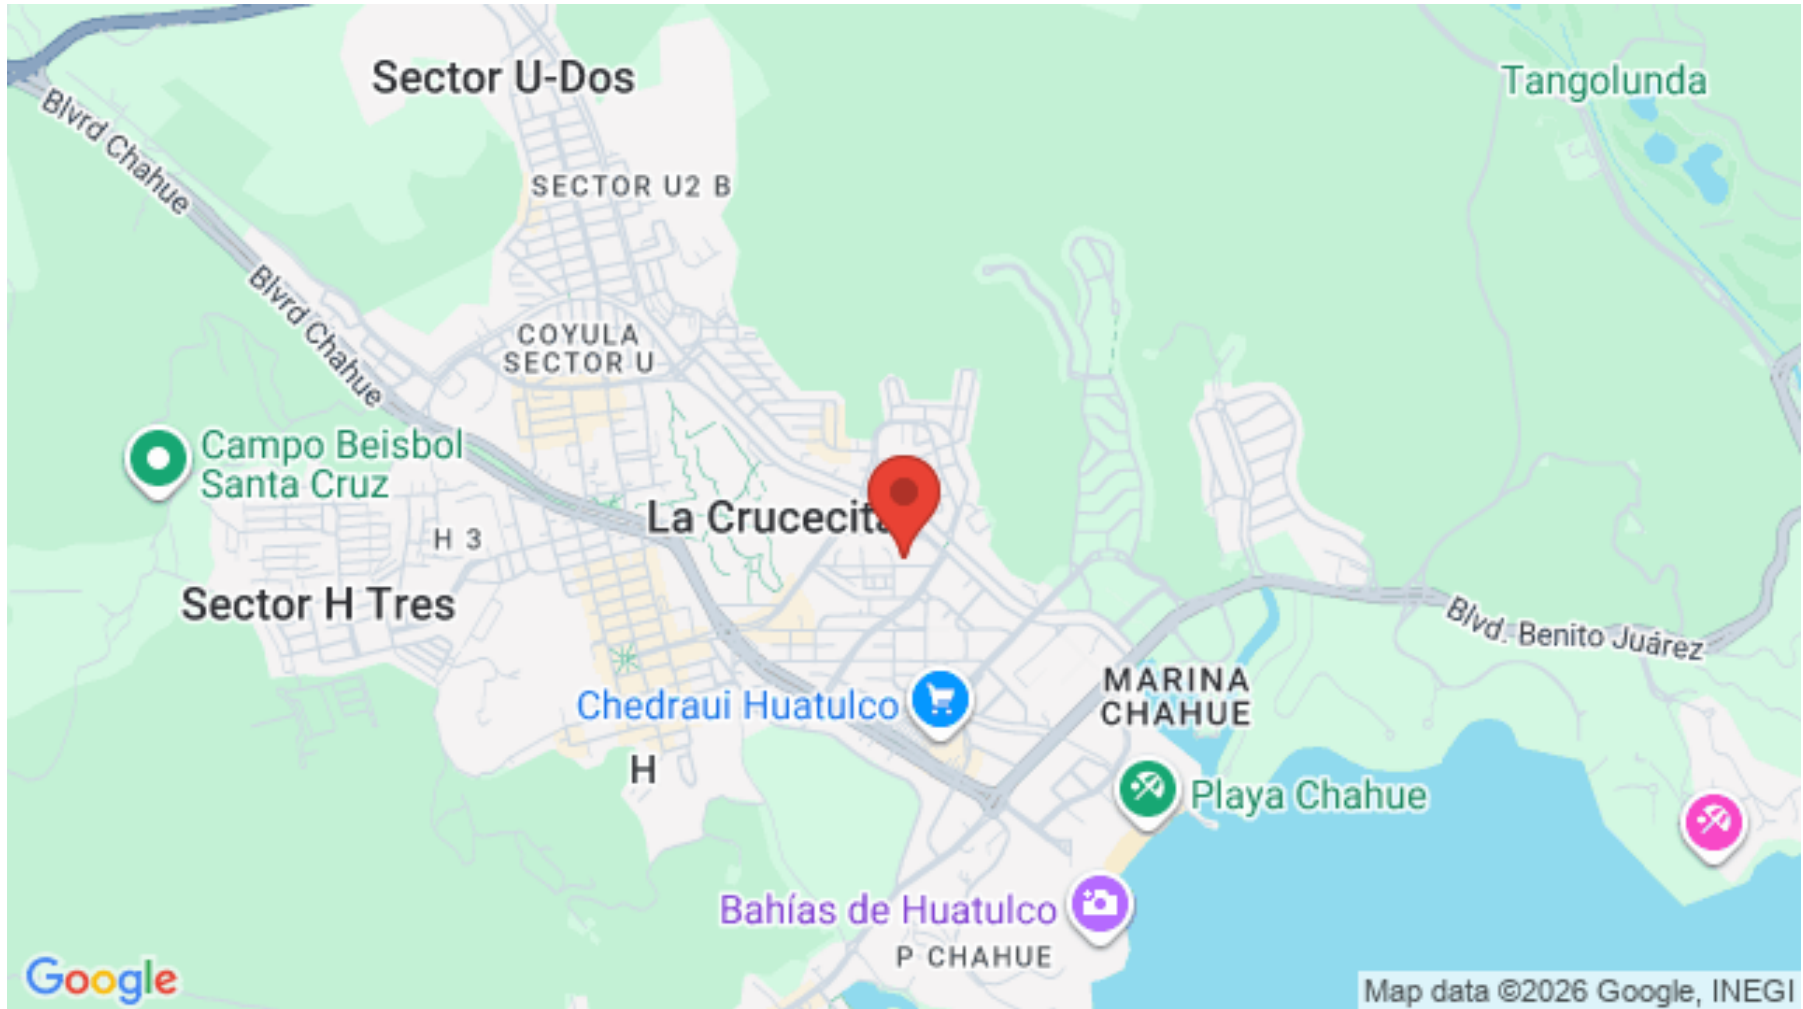 Sector U-Dos
Tangolunda
Blvrd Chahue
SECTOR U2 B
Blvrd Chahue
COYULA
SECTOR U
Campo Beisbol
Santa Cruz
La Crucecita
H 3
Sector H Tres
Blvd. Benito Juárez
MARINA
CHAHUE
Chedraui Huatulco
H
Playa Chahue
Bahías de Huatulco
P CHAHUE
Google
Map data ©2026 Google, INEGI